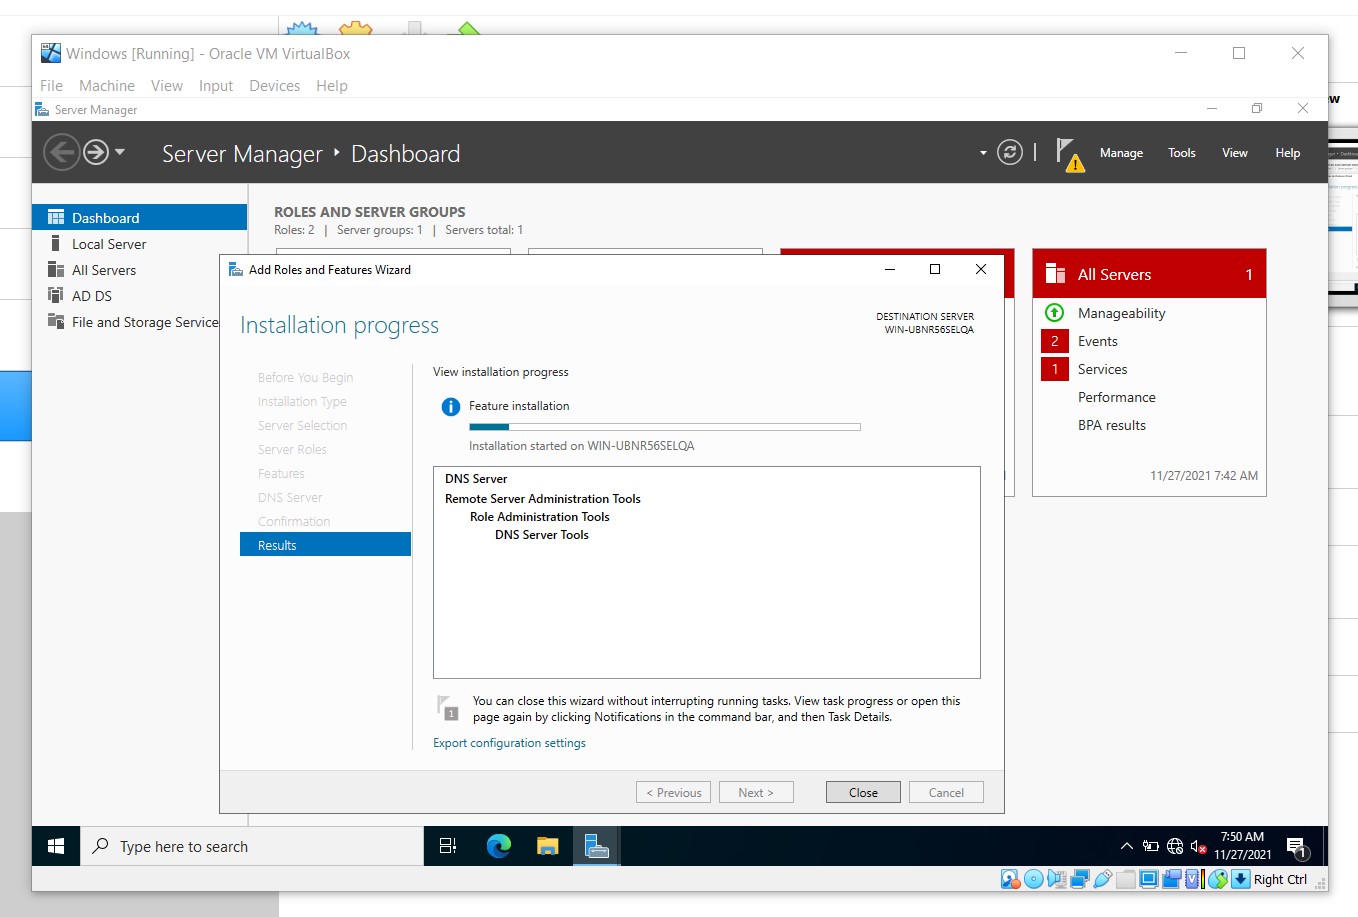 Windows [Running] - Oracle VM VirtualBox
File Machine View Input Devices Help
Server Manager
Server Manager Dashboard
Manage Tools View Help
Dashboard
Local Server
All Servers
AD DS
File and Storage Service
ROLES AND SERVER GROUPS
Roles: 2 | Server groups: 1 | Servers total: 1
All Servers 1
Manageability
2 Events
1 Services
Performance
BPA results
11/27/2021 7:42 AM
Add Roles and Features Wizard
Installation progress
DESTINATION SERVER
WIN-UBNR56SELQA
Before You Begin
Installation Type
Server Selection
Server Roles
Features
DNS Server
Confirmation
Results
View installation progress
Feature installation
Installation started on WIN-UBNR56SELQA
DNS Server
Remote Server Administration Tools
Role Administration Tools
DNS Server Tools
1
You can close this wizard without interrupting running tasks. View task progress or open this
page again by clicking Notifications in the command bar, and then Task Details.
Export configuration settings
< Previous Next > Close Cancel
Type here to search
7:50 AM
11/27/2021
1
Right Ctrl